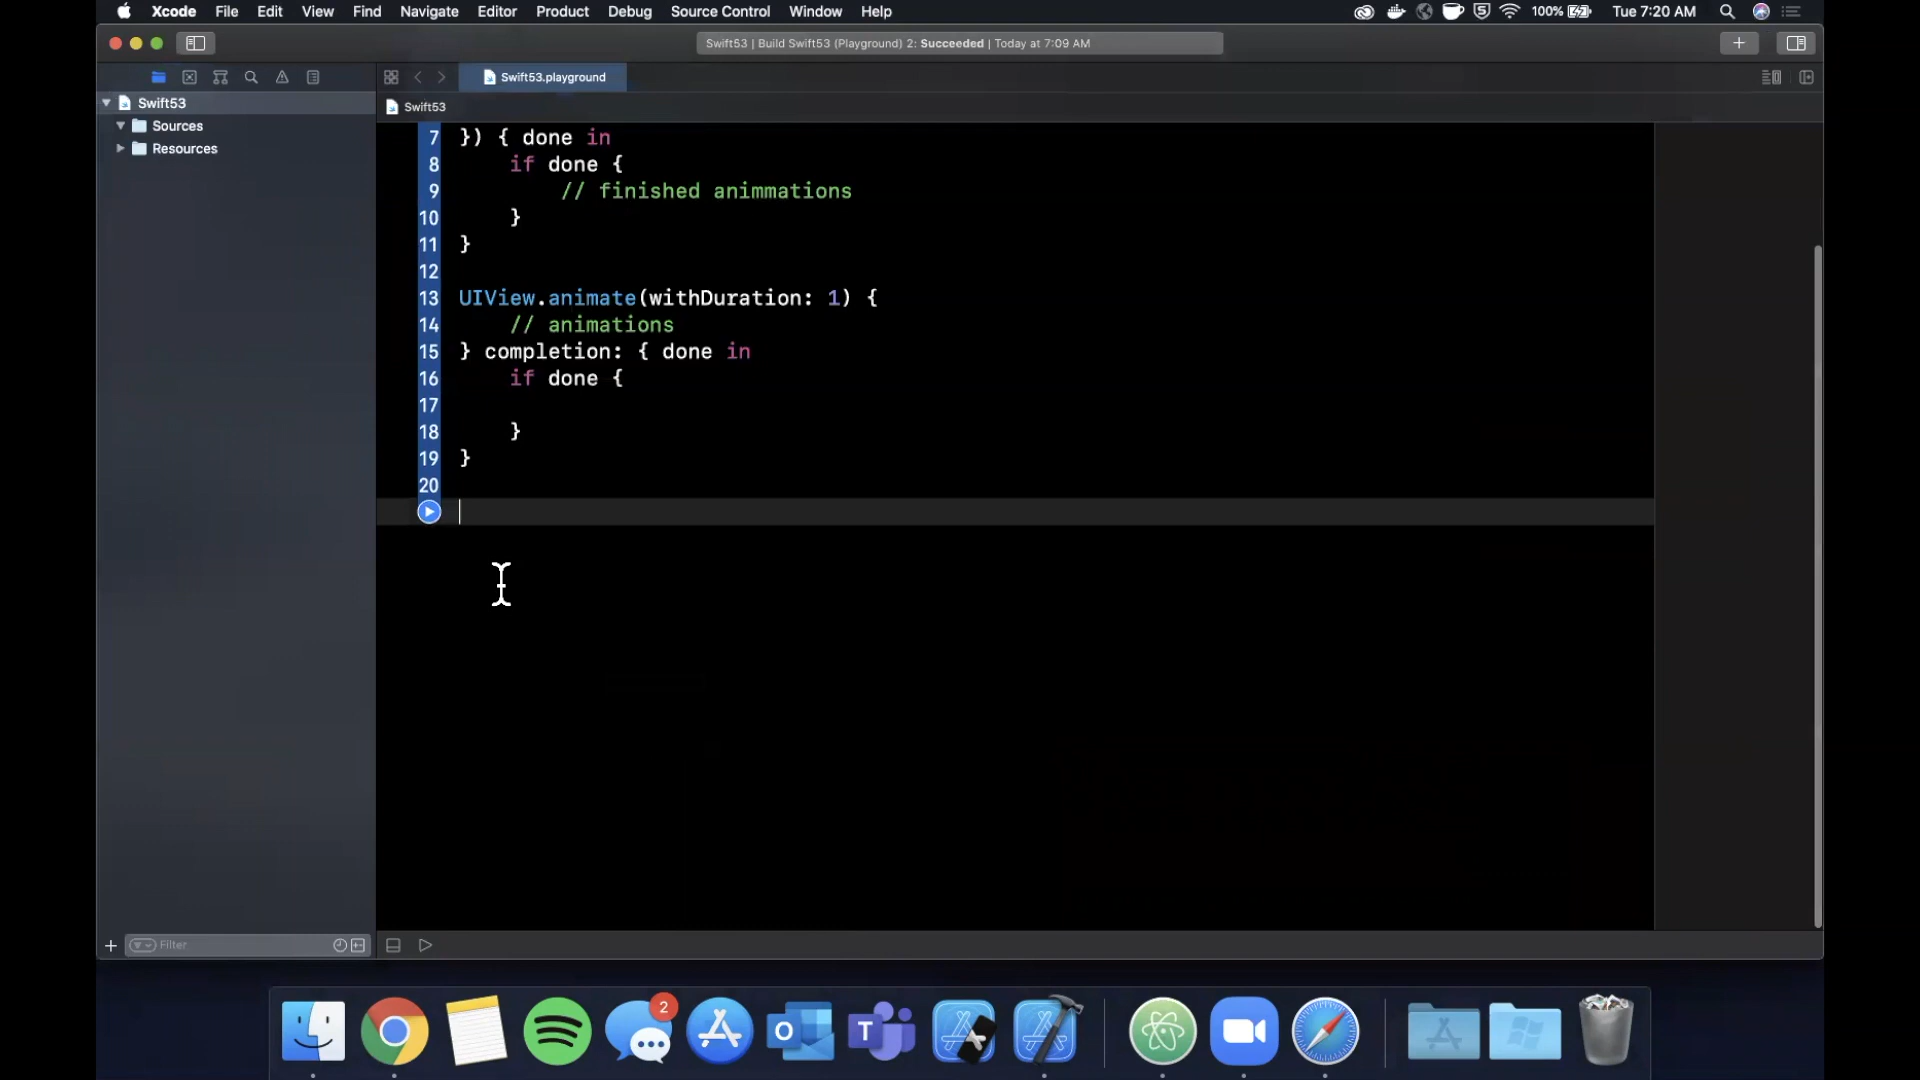 Xcode File Edit View Find Navigate Editor Product Debug Source Control Window Help 5 100% Tue 7:20 AM
Swift53 | Build Swift53 (Playground) 2: Succeeded | Today at 7:09 AM
Swift53.playground
Swift53
Sources
Resources
Swift53
7 }) { done in
8 if done {
9 // finished animmations
10 }
11 }
12
13 UIView.animate(withDuration: 1) {
14 // animations
15 } completion: { done in
16 if done {
17
18 }
19 }
20
Filter
2
O
T